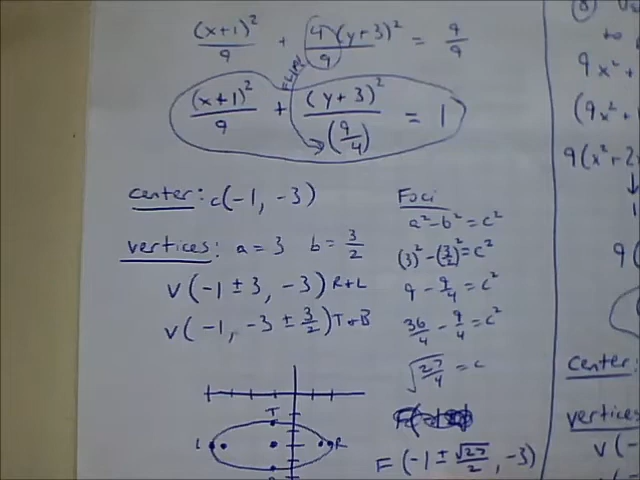 (x+1)²/9 + 4(y+3)²/9 = 9/9
FLIP
(x+1)²/9 + (y+3)²/(9/4) = 1
center: c(-1, -3)
vertices: a = 3 b = 3/2
V(-1 ± 3, -3) R+L
V(-1, -3 ± 3/2) T+B
T
L R
Foci
a² - b² = c²
(3)² - (3/2)² = c²
9 - 9/4 = c²
36/4 - 9/4 = c²
√27/4 = c
F(-1 ± √27/2, -3)
to
9x² +
(9x² +
9(x² + 2x
9(
center:
vertices
V(-